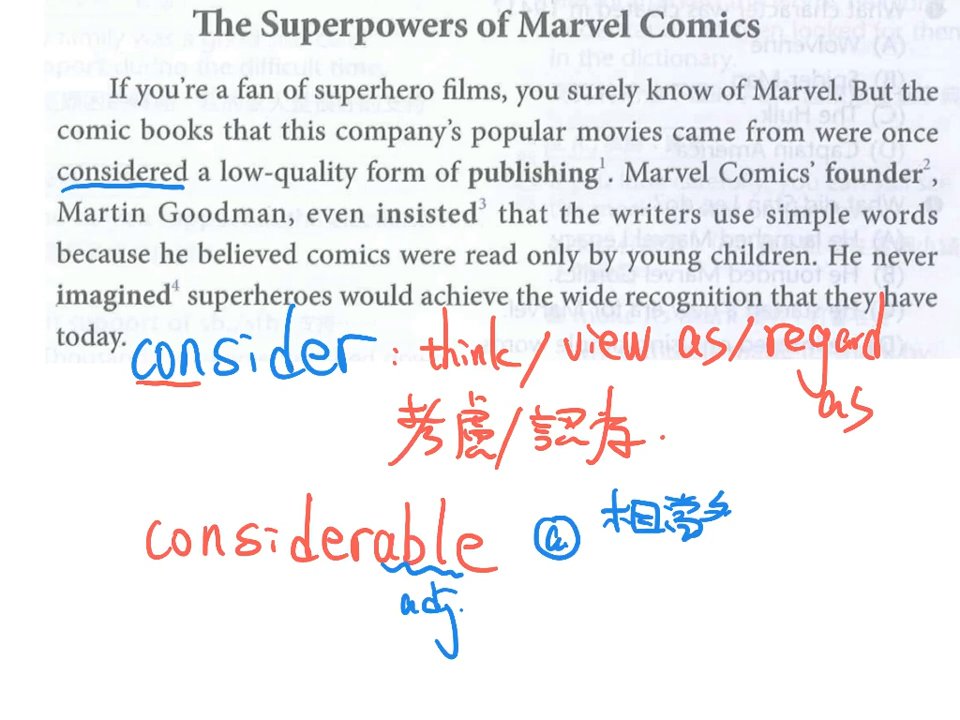 The Superpowers of Marvel Comics
If you're a fan of superhero films, you surely know of Marvel. But the
comic books that this company's popular movies came from were once
considered a low-quality form of publishing¹. Marvel Comics' founder²,
Martin Goodman, even insisted³ that the writers use simple words
because he believed comics were read only by young children. He never
imagined⁴ superheroes would achieve the wide recognition that they have
today.
consider. think/view as/regard
as
考慮/認為.
considerable ⓐ 相當多
adj.